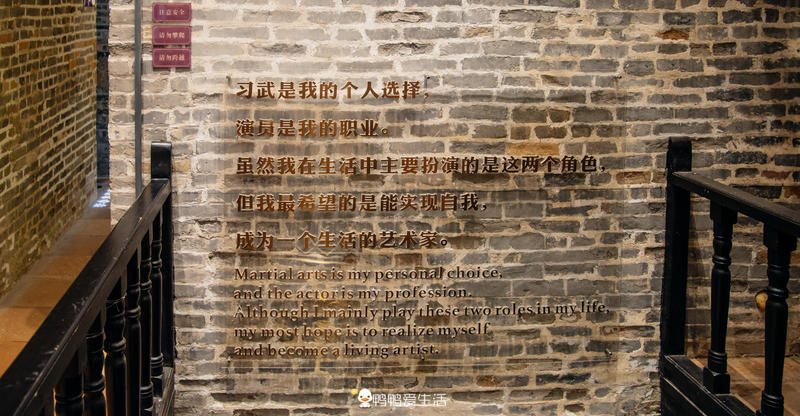 注意安全
请勿攀爬
请勿跨越
习武是我的个人选择，
演员是我的职业。
虽然我在生活中主要扮演的是这两个角色，
但我最希望的是能实现自我，
成为一个生活的艺术家。
Martial arts is my personal choice,
and the actor is my profession.
Although I mainly play these two roles in my life,
my most hope is to realize myself
and become a living artist.
鸭鸭爱生活